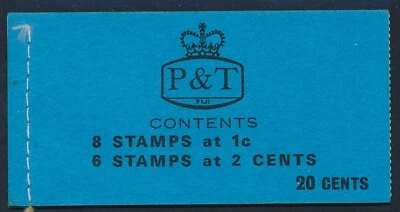 P&T
FIJI
CONTENTS
8 STAMPS at 1c
6 STAMPS at 2 CENTS
20 CENTS